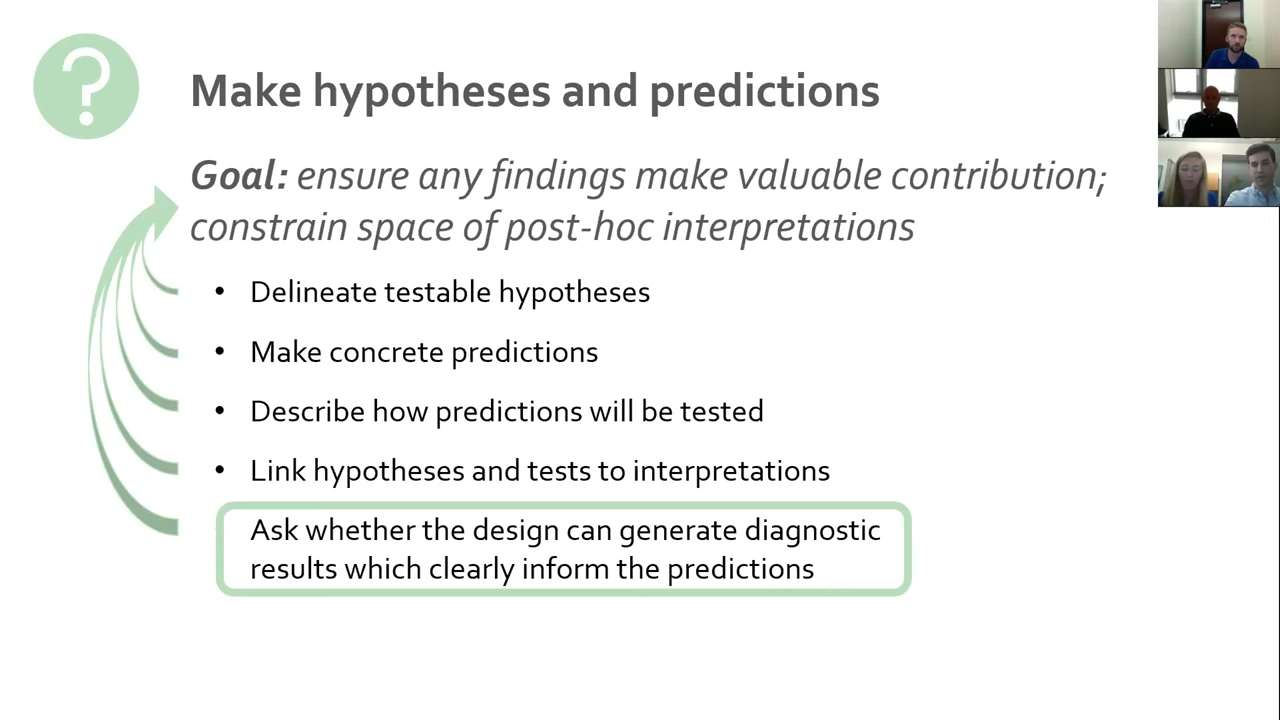 ?
Make hypotheses and predictions
Goal: ensure any findings make valuable contribution;
constrain space of post-hoc interpretations
• Delineate testable hypotheses
• Make concrete predictions
• Describe how predictions will be tested
• Link hypotheses and tests to interpretations
Ask whether the design can generate diagnostic
results which clearly inform the predictions